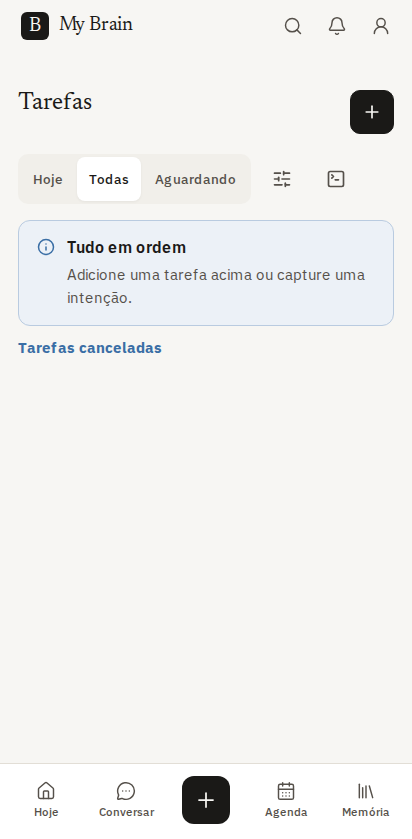 B My Brain
Tarefas
Hoje Todas Aguardando
Tudo em ordem
Adicione uma tarefa acima ou capture uma
intenção.
Tarefas canceladas
Hoje Conversar Agenda Memória